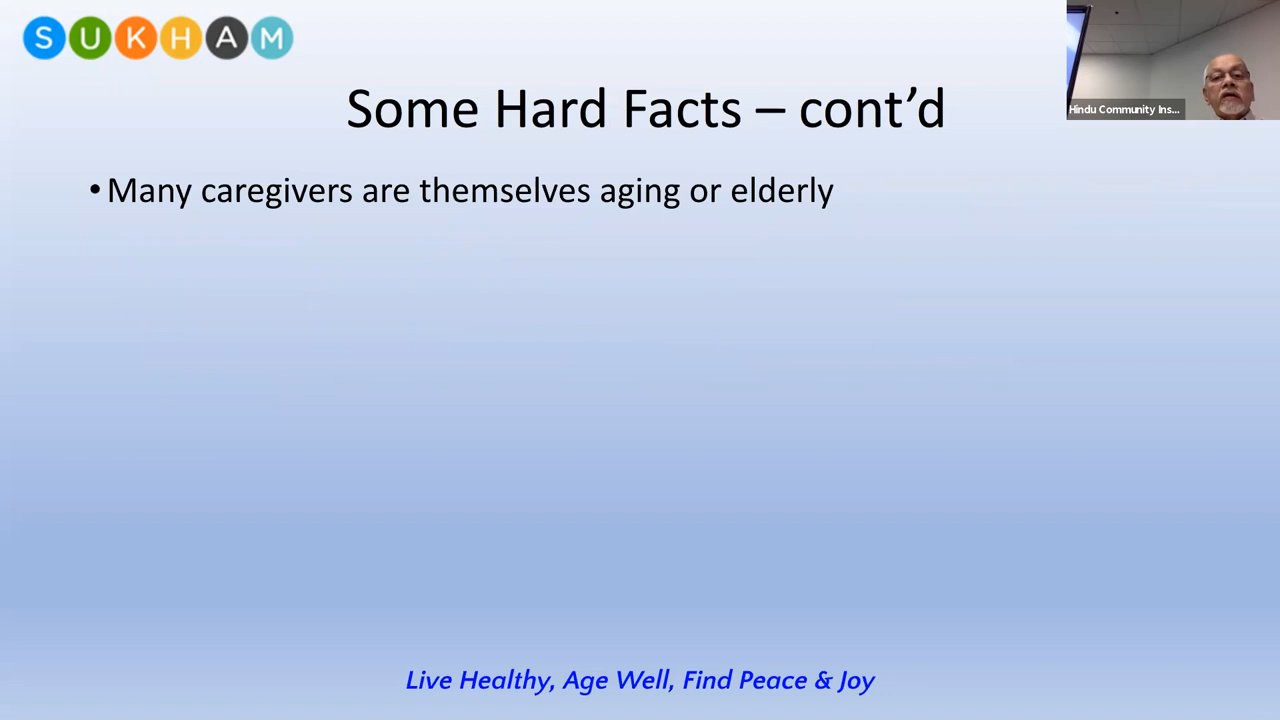 SUKHAM
Hindu Community Ins...
Some Hard Facts – cont’d
• Many caregivers are themselves aging or elderly
Live Healthy, Age Well, Find Peace & Joy